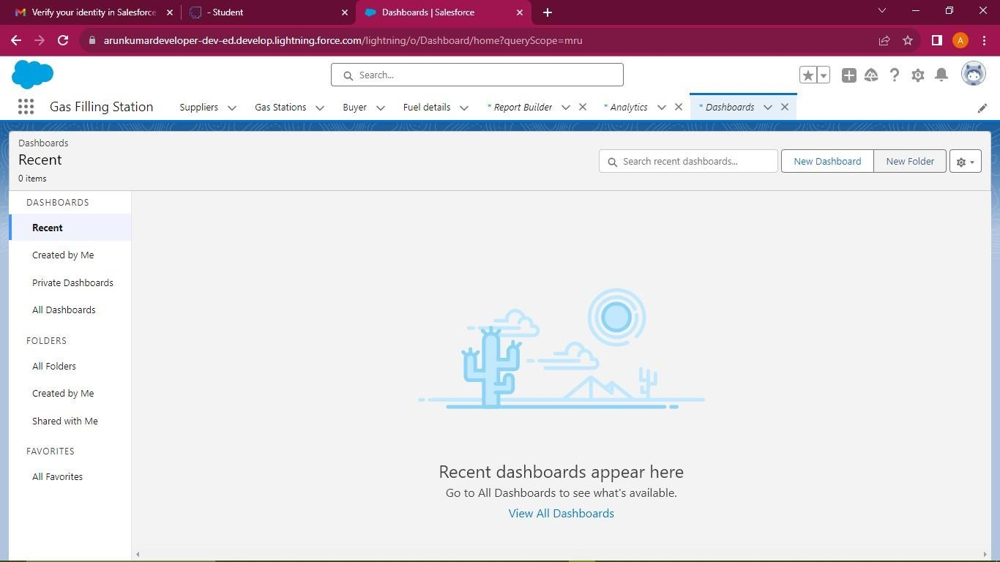 Verify your identity in Salesforce
- Student
Dashboards | Salesforce
arunkumardeveloper-dev-ed.develop.lightning.force.com/lightning/o/Dashboard/home?queryScope=mru
A
Search...
Gas Filling Station
Suppliers
Gas Stations
Buyer
Fuel details
* Report Builder
* Analytics
* Dashboards
Dashboards
Recent
0 items
Search recent dashboards...
New Dashboard
New Folder
DASHBOARDS
Recent
Created by Me
Private Dashboards
All Dashboards
FOLDERS
All Folders
Created by Me
Shared with Me
FAVORITES
All Favorites
Recent dashboards appear here
Go to All Dashboards to see what's available.
View All Dashboards